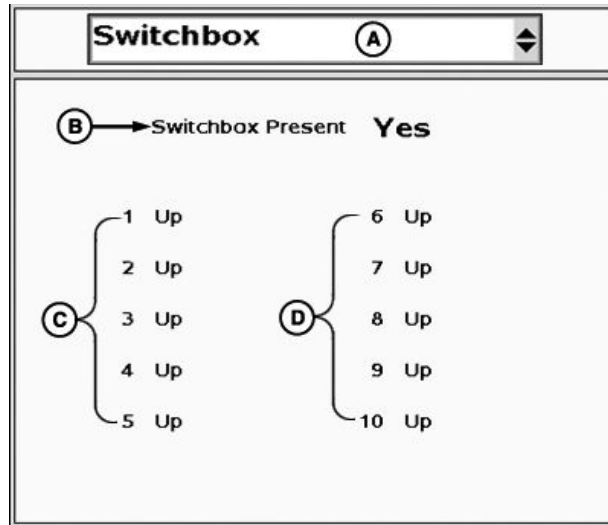 Switchbox A
B Switchbox Present Yes
1 Up 6 Up
2 Up 7 Up
C 3 Up D 8 Up
4 Up 9 Up
5 Up 10 Up